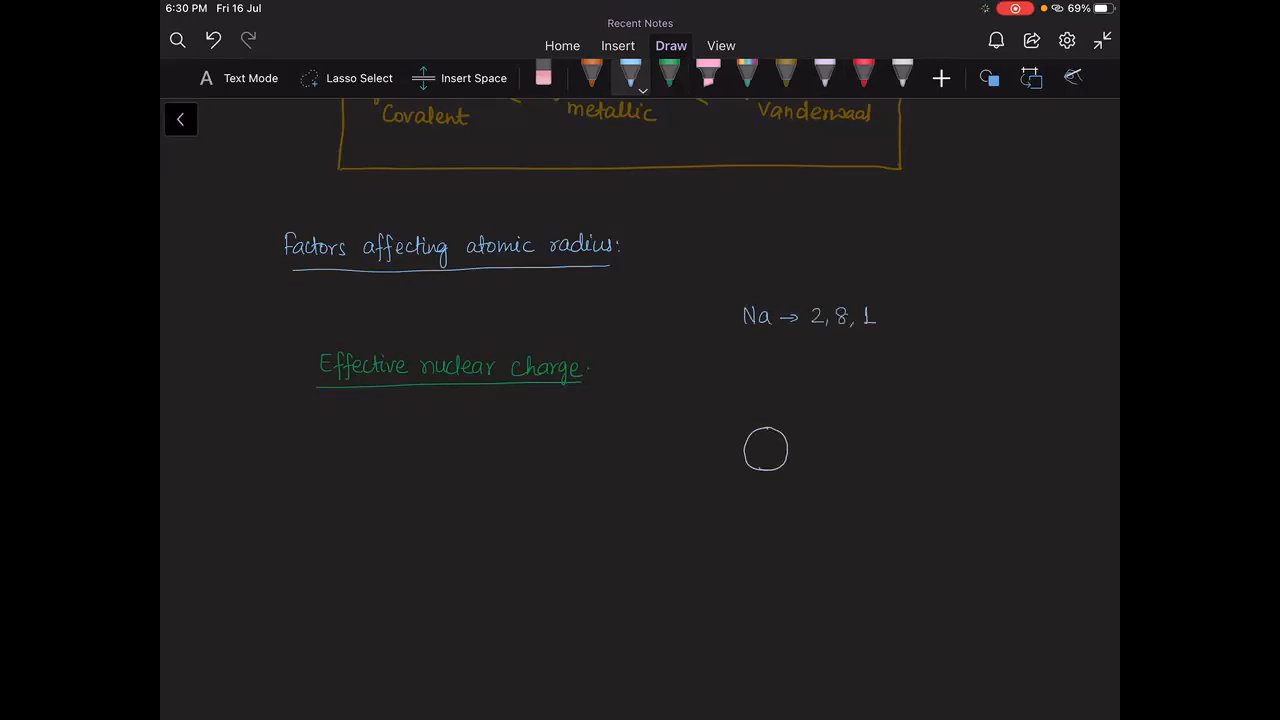 6:30 PM Fri 16 Jul
69%
Recent Notes
Home Insert Draw View
A Text Mode Lasso Select Insert Space
Covalent metallic Vanderwaal
Factors affecting atomic radius:
Na → 2, 8, 1
Effective nuclear charge.